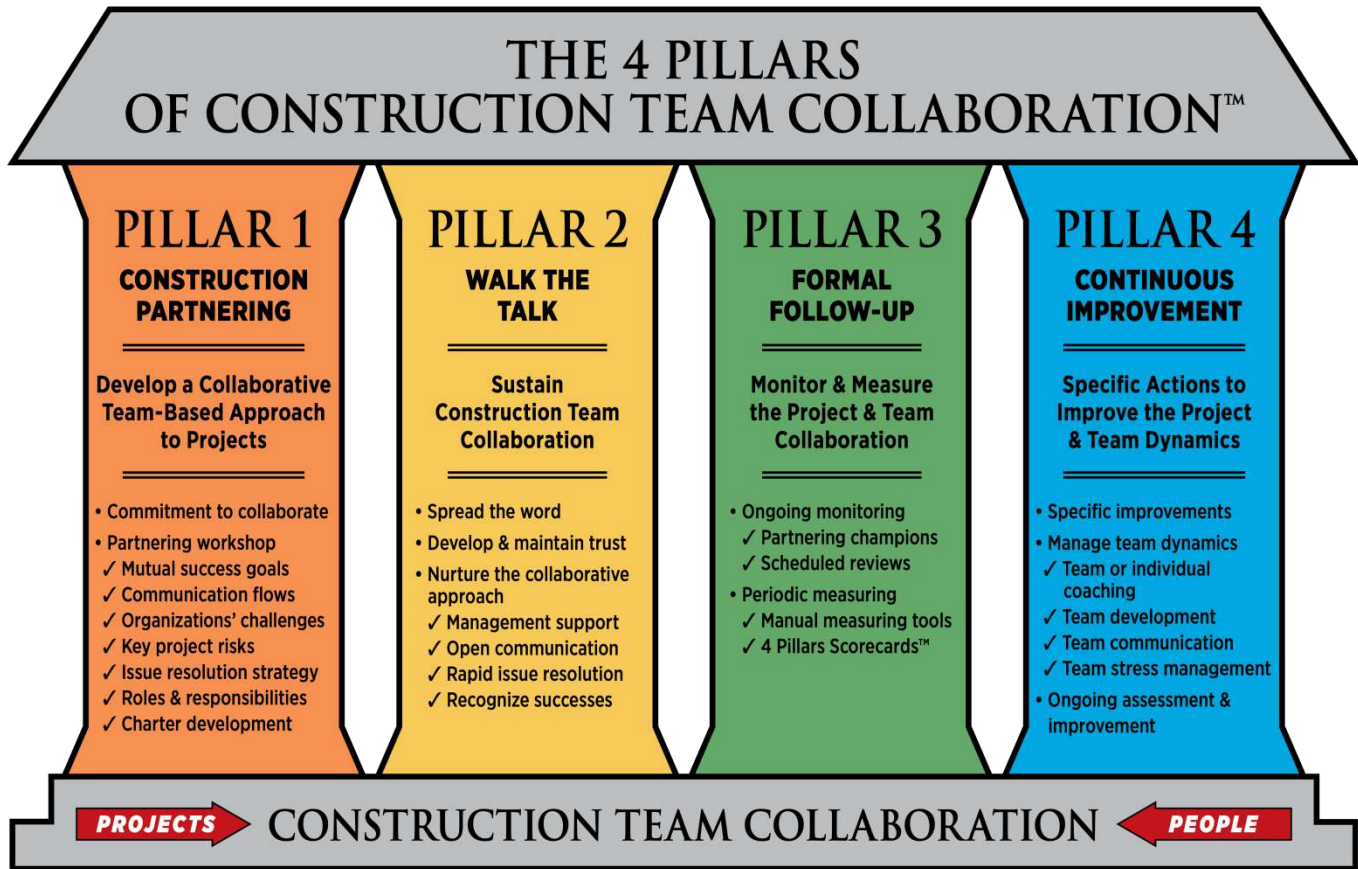 THE 4 PILLARS
OF CONSTRUCTION TEAM COLLABORATION™
PILLAR 1
CONSTRUCTION
PARTNERING
Develop a Collaborative
Team-Based Approach
to Projects
• Commitment to collaborate
• Partnering workshop
✓ Mutual success goals
✓ Communication flows
✓ Organizations' challenges
✓ Key project risks
✓ Issue resolution strategy
✓ Roles & responsibilities
✓ Charter development
PILLAR 2
WALK THE
TALK
Sustain
Construction Team
Collaboration
• Spread the word
• Develop & maintain trust
• Nurture the collaborative
approach
✓ Management support
✓ Open communication
✓ Rapid issue resolution
✓ Recognize successes
PILLAR 3
FORMAL
FOLLOW-UP
Monitor & Measure
the Project & Team
Collaboration
• Ongoing monitoring
✓ Partnering champions
✓ Scheduled reviews
• Periodic measuring
✓ Manual measuring tools
✓ 4 Pillars Scorecards™
PILLAR 4
CONTINUOUS
IMPROVEMENT
Specific Actions to
Improve the Project
& Team Dynamics
• Specific improvements
• Manage team dynamics
✓ Team or individual
coaching
✓ Team development
✓ Team communication
✓ Team stress management
• Ongoing assessment &
improvement
PROJECTS CONSTRUCTION TEAM COLLABORATION PEOPLE